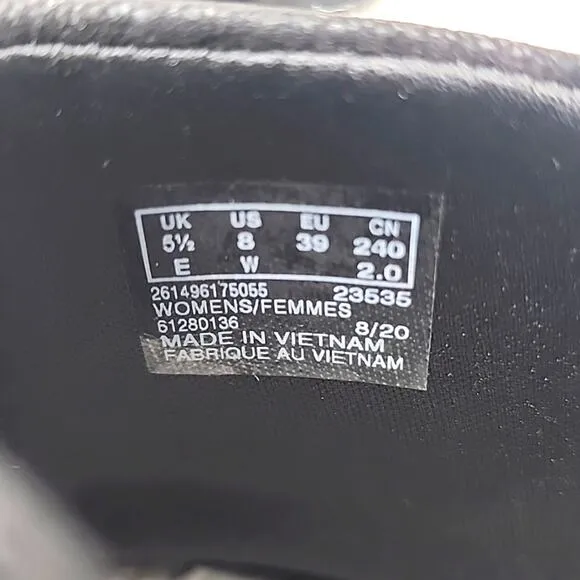 UK US EU CN
5½ 8 39 240
E W 2.0
261496175055 23535
WOMENS/FEMMES
61280136 8/20
MADE IN VIETNAM
FABRIQUE AU VIETNAM